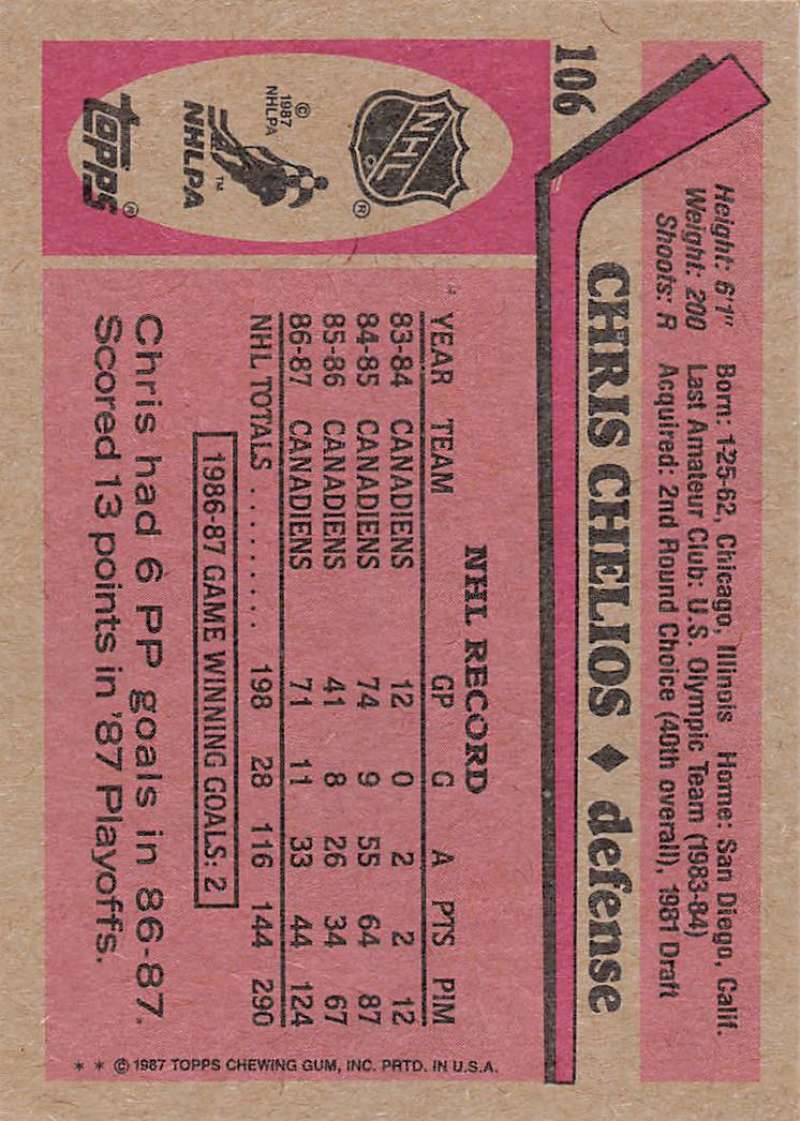 106
CHRIS CHELIOS ♦ defense
Height: 6'1" Born: 1-25-62, Chicago, Illinois Home: San Diego, Calif.
Weight: 200 Last Amateur Club: U.S. Olympic Team (1983-84)
Shoots: R Acquired: 2nd Round Choice (40th overall), 1981 Draft
NHL RECORD
YEAR TEAM GP G A PTS PIM
83-84 CANADIENS 12 0 2 2 12
84-85 CANADIENS 74 9 55 64 87
85-86 CANADIENS 41 8 26 34 67
86-87 CANADIENS 71 11 33 44 124
NHL TOTALS .......... 198 28 116 144 290
1986-87 GAME WINNING GOALS: 2
Chris had 6 PP goals in 86-87.
Scored 13 points in '87 Playoffs.
NHL ®
© 1987
NHLPA
™
NHLPA
TOPPS ®
* * © 1987 TOPPS CHEWING GUM, INC. PRTD. IN U.S.A.